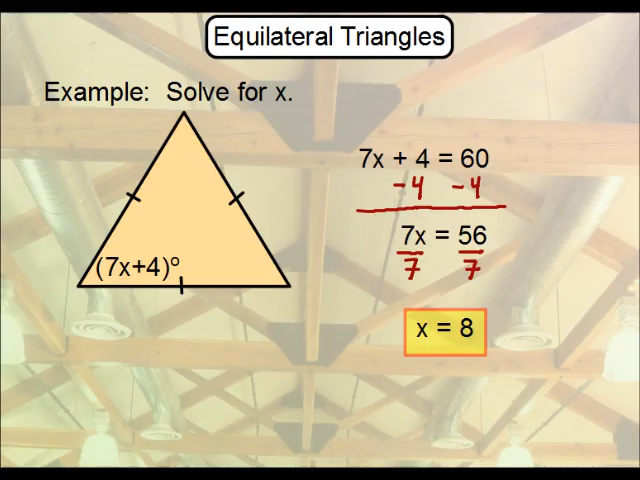 Equilateral Triangles
Example: Solve for x.
(7x+4)º
7x + 4 = 60
-4 -4
7x = 56
7 7
x = 8